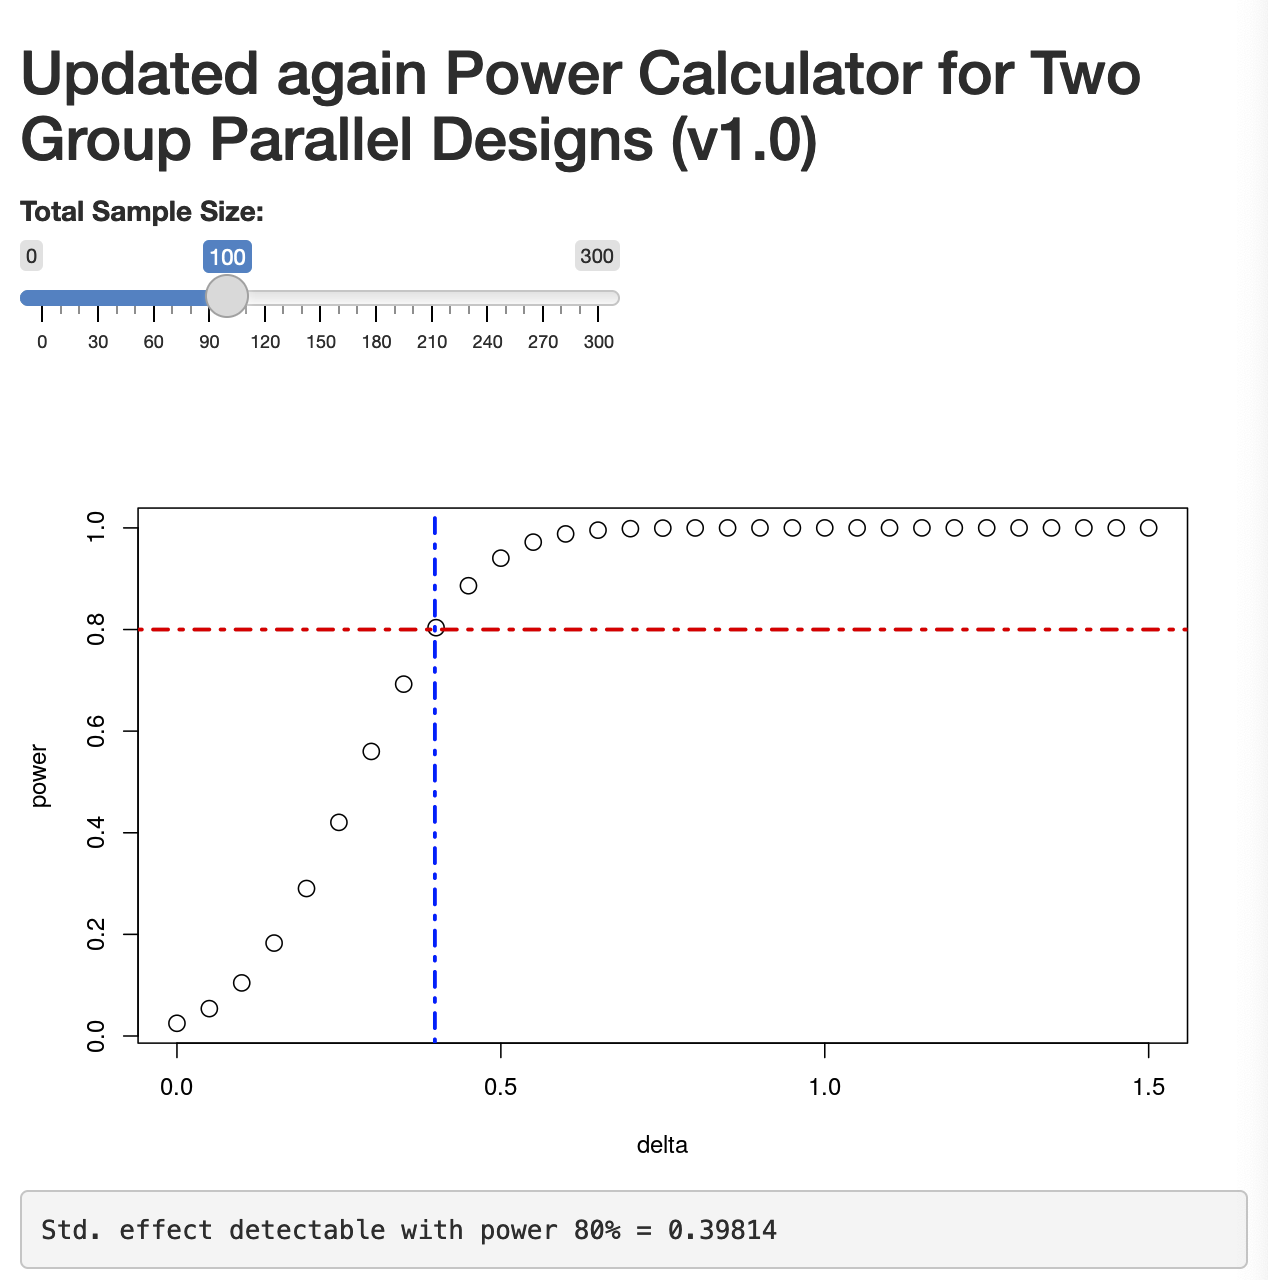 Updated again Power Calculator for Two
Group Parallel Designs (v1.0)
Total Sample Size:
0 100 300
0 30 60 90 120 150 180 210 240 270 300
1.0
0.8
0.6
0.4
0.2
0.0
power
0.0 0.5 1.0 1.5
delta
Std. effect detectable with power 80% = 0.39814